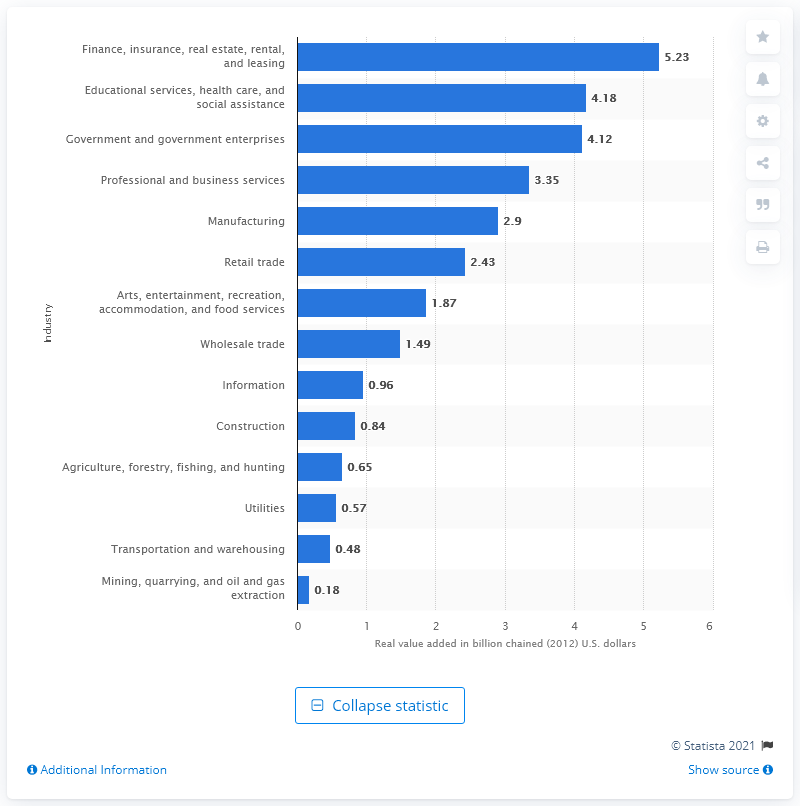 Finance, insurance, real estate, rental,
and leasing
5.23
Educational services, health care, and
social assistance
4.18
Government and government enterprises
4.12
Professional and business services
3.35
Manufacturing
2.9
Retail trade
2.43
Arts, entertainment, recreation,
accommodation, and food services
1.87
Industry
Wholesale trade
1.49
Information
0.96
Construction
0.84
Agriculture, forestry, fishing, and hunting
0.65
Utilities
0.57
Transportation and warehousing
0.48
Mining, quarrying, and oil and gas
extraction
0.18
0 1 2 3 4 5 6
Real value added in billion chained (2012) U.S. dollars
Collapse statistic
© Statista 2021
Additional Information
Show source